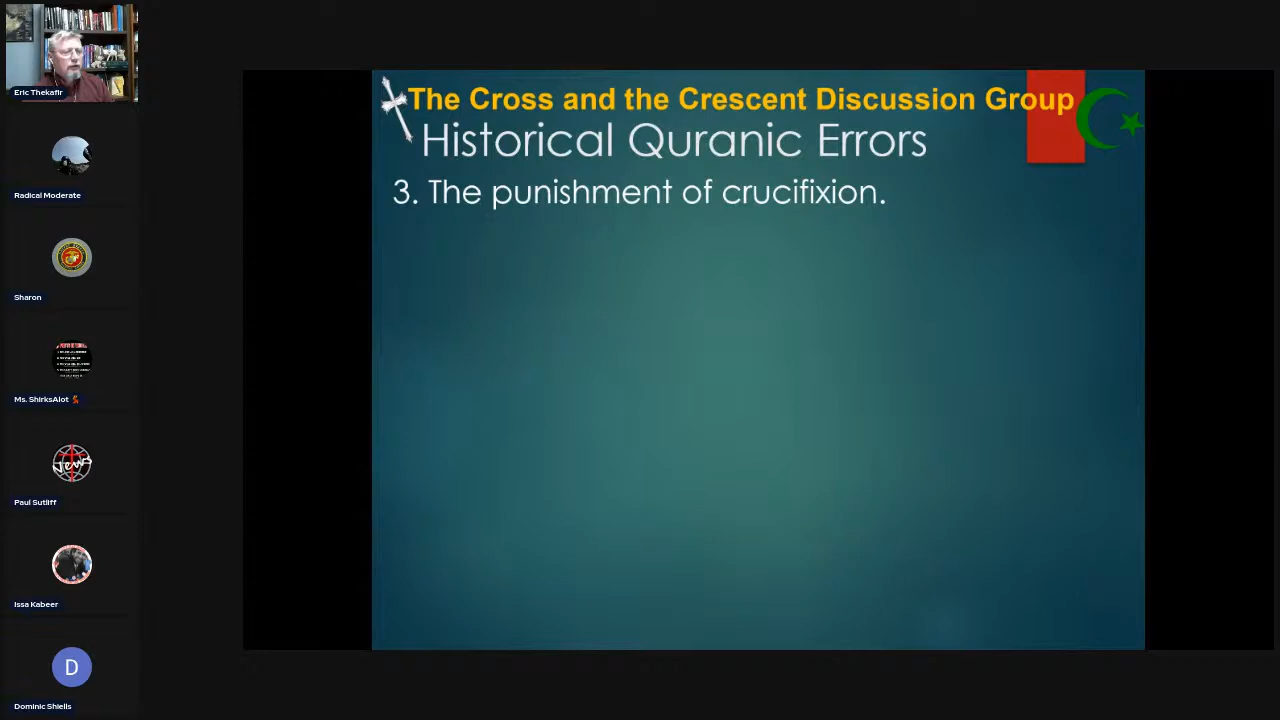 Eric Thekafir
Radical Moderate
Sharon
Ms. ShirksAlot 💃
News
Paul Sutliff
Issa Kabeer
D
Dominic Shiells
The Cross and the Crescent Discussion Group
Historical Quranic Errors
3. The punishment of crucifixion.